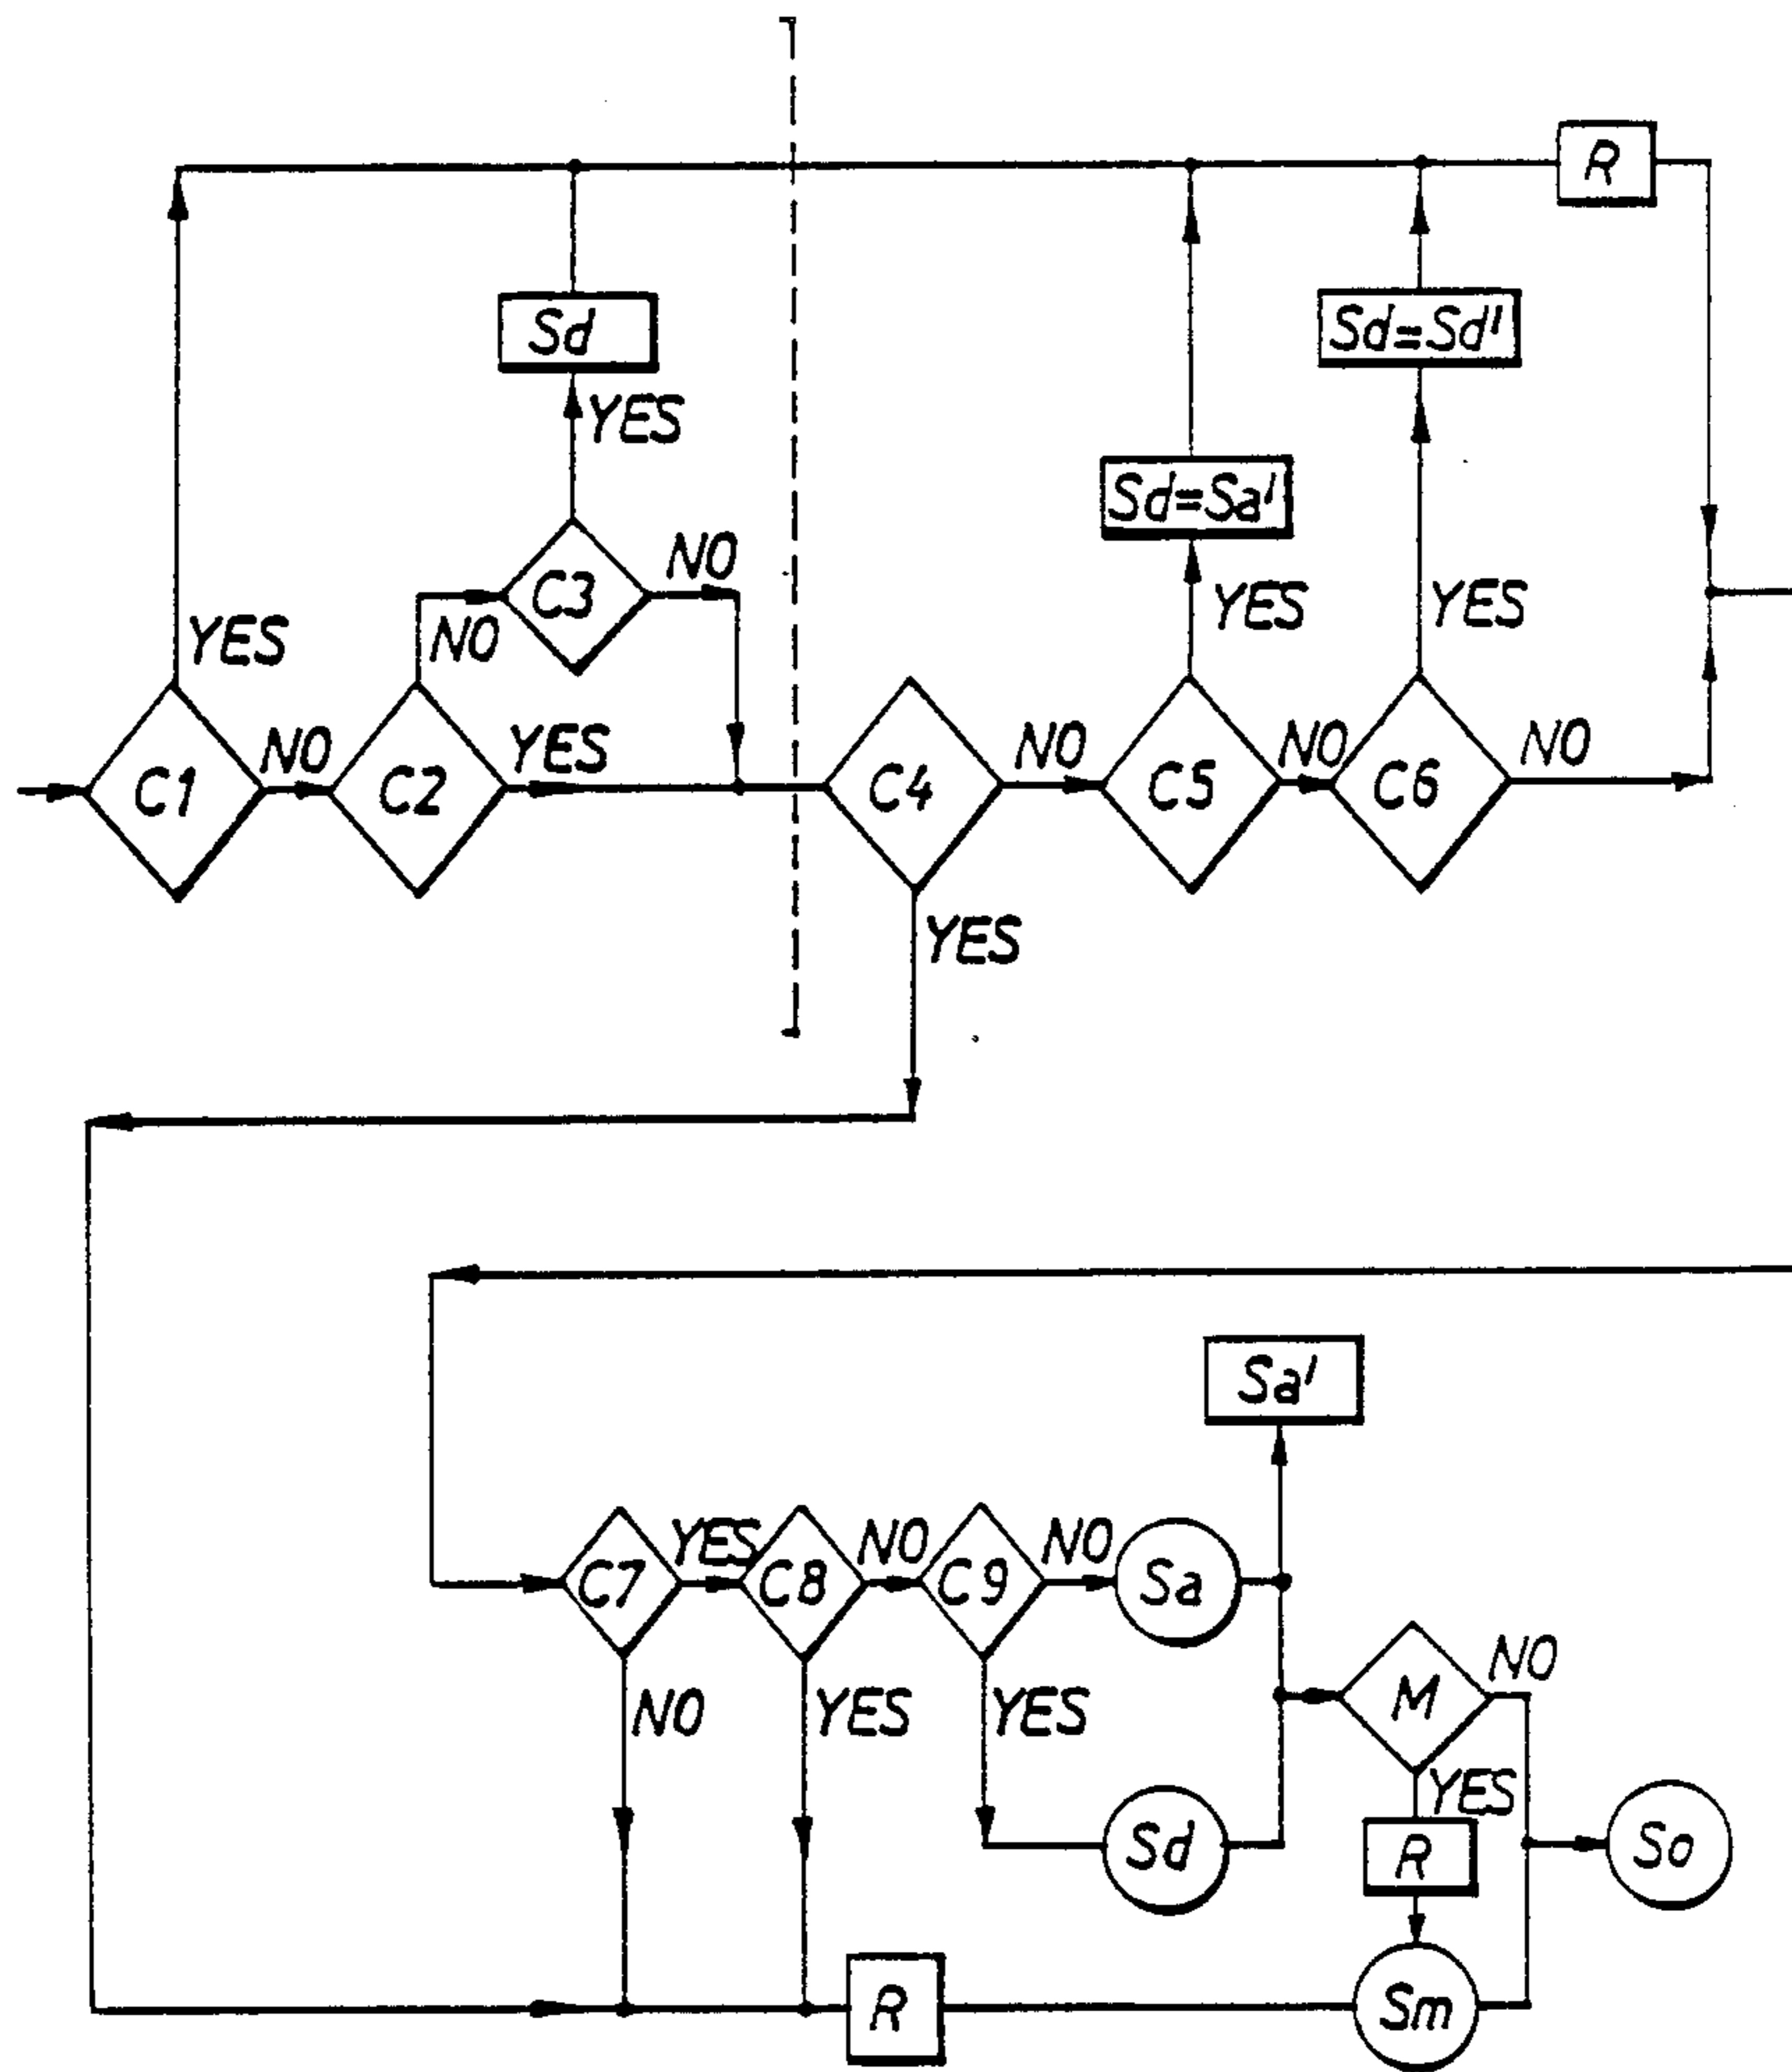 R
Sd
Sd=Sd'
YES
Sd=Sa'
C3
NO
YES
YES
YES
NO
C1
NO
C2
YES
C4
NO
C5
NO
C6
NO
YES
Sa'
C7
YES
C8
NO
C9
NO
Sa
NO
YES
YES
M
NO
YES
Sd
R
So
R
Sm